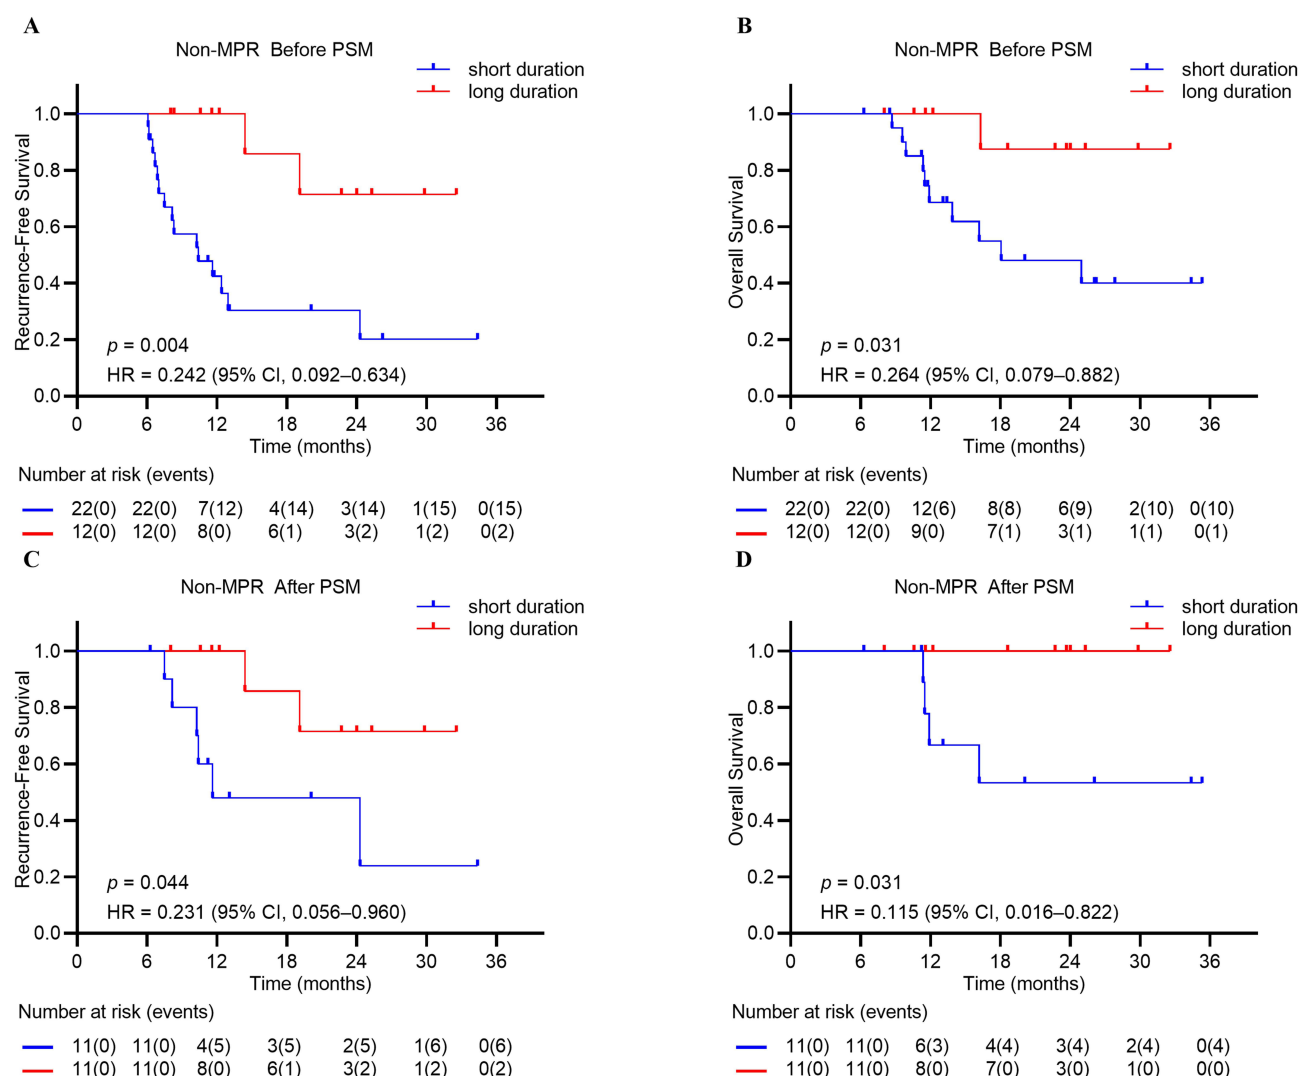 A
Non-MPR Before PSM
short duration
long duration
1.0
0.8
0.6
0.4
0.2
0.0
Recurrence-Free Survival
p = 0.004
HR = 0.242 (95% CI, 0.092–0.634)
0 6 12 18 24 30 36
Time (months)
Number at risk (events)
22(0) 22(0) 7(12) 4(14) 3(14) 1(15) 0(15)
12(0) 12(0) 8(0) 6(1) 3(2) 1(2) 0(2)
B
Non-MPR Before PSM
short duration
long duration
1.0
0.8
0.6
0.4
0.2
0.0
Overall Survival
p = 0.031
HR = 0.264 (95% CI, 0.079–0.882)
0 6 12 18 24 30 36
Time (months)
Number at risk (events)
22(0) 22(0) 12(6) 8(8) 6(9) 2(10) 0(10)
12(0) 12(0) 9(0) 7(1) 3(1) 1(1) 0(1)
C
Non-MPR After PSM
short duration
long duration
1.0
0.8
0.6
0.4
0.2
0.0
Recurrence-Free Survival
p = 0.044
HR = 0.231 (95% CI, 0.056–0.960)
0 6 12 18 24 30 36
Time (months)
Number at risk (events)
11(0) 11(0) 4(5) 3(5) 2(5) 1(6) 0(6)
11(0) 11(0) 8(0) 6(1) 3(2) 1(2) 0(2)
D
Non-MPR After PSM
short duration
long duration
1.0
0.8
0.6
0.4
0.2
0.0
Overall Survival
p = 0.031
HR = 0.115 (95% CI, 0.016–0.822)
0 6 12 18 24 30 36
Time (months)
Number at risk (events)
11(0) 11(0) 6(3) 4(4) 3(4) 2(4) 0(4)
11(0) 11(0) 8(0) 7(0) 3(0) 1(0) 0(0)